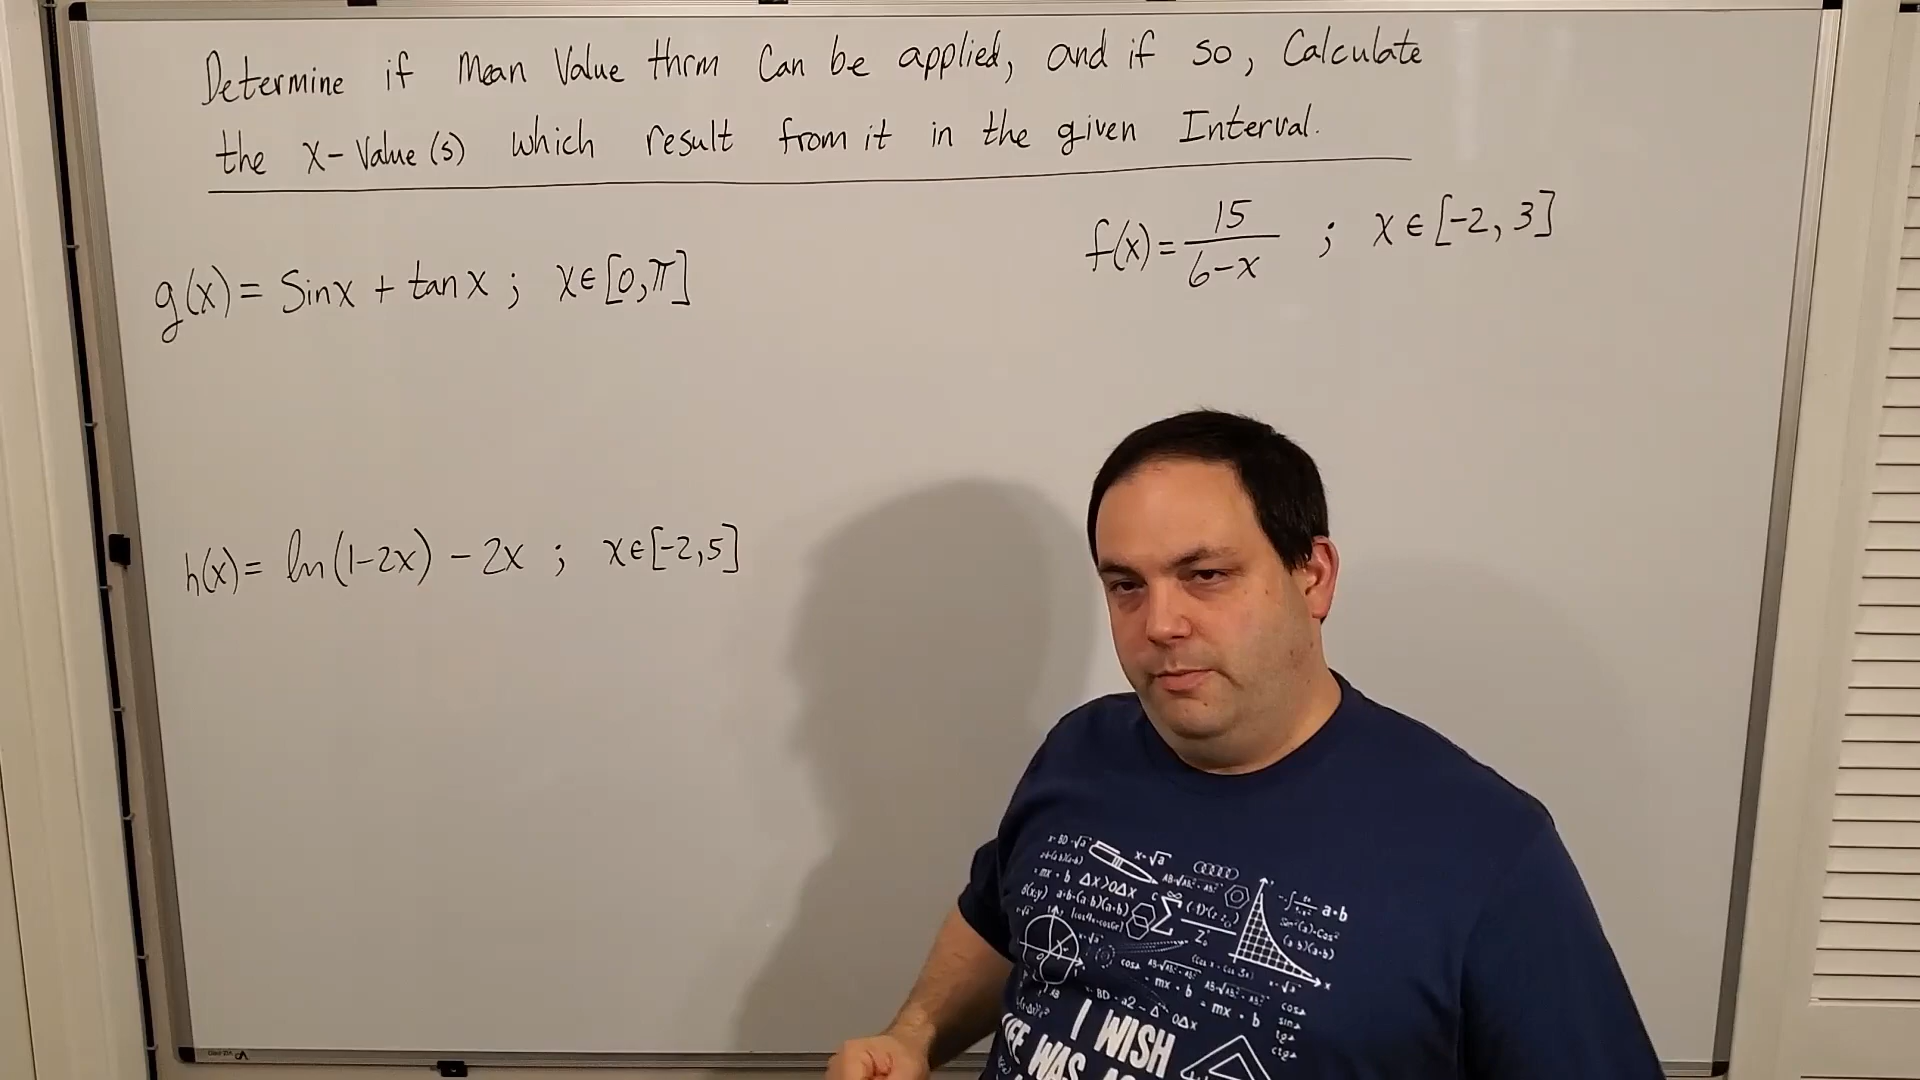 Determine if Mean Value thrm Can be applied, and if so, Calculate
the x-Value(s) which result from it in the given Interval.
g(x) = Sinx + tanx ; x∈[0,π]
f(x) = 15/(6-x) ; x∈[-2, 3]
h(x) = ln(1-2x) - 2x ; x∈[-2,5]
I WISH